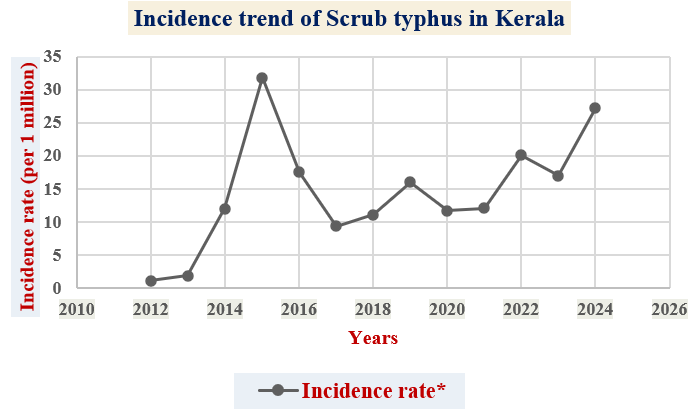 Incidence trend of Scrub typhus in Kerala
Incidence rate (per 1 million)
35
30
25
20
15
10
5
0
2010 2012 2014 2016 2018 2020 2022 2024 2026
Years
Incidence rate*